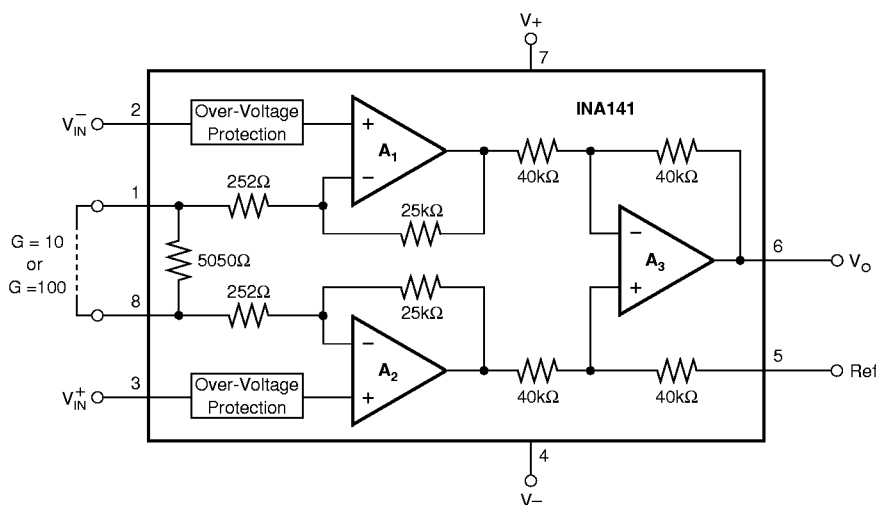 V+
7
INA141
2
V−IN
Over-Voltage
Protection
+
A1
−
40kΩ
40kΩ
1
252Ω
25kΩ
G = 10
or
G =100
5050Ω
−
A3
+
6
VO
8
252Ω
25kΩ
−
A2
+
5
Ref
40kΩ
40kΩ
3
V+IN
Over-Voltage
Protection
4
V−